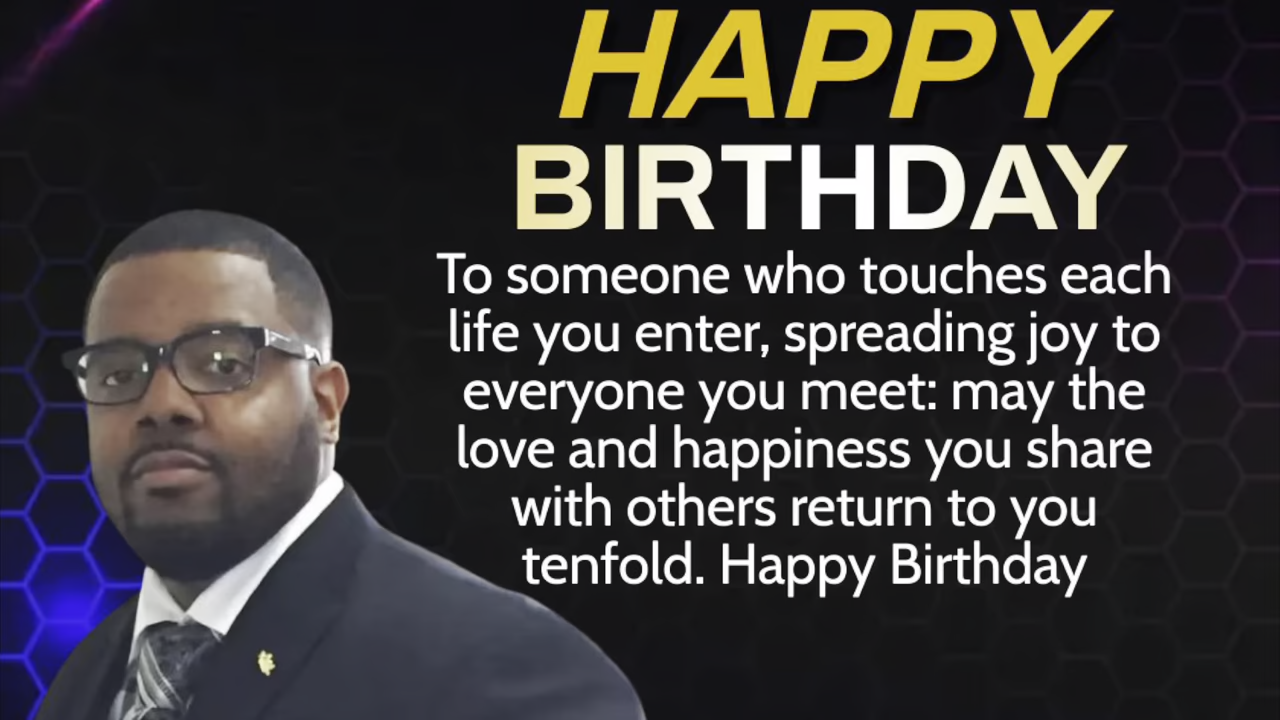 HAPPY
BIRTHDAY
To someone who touches each
life you enter, spreading joy to
everyone you meet: may the
love and happiness you share
with others return to you
tenfold. Happy Birthday